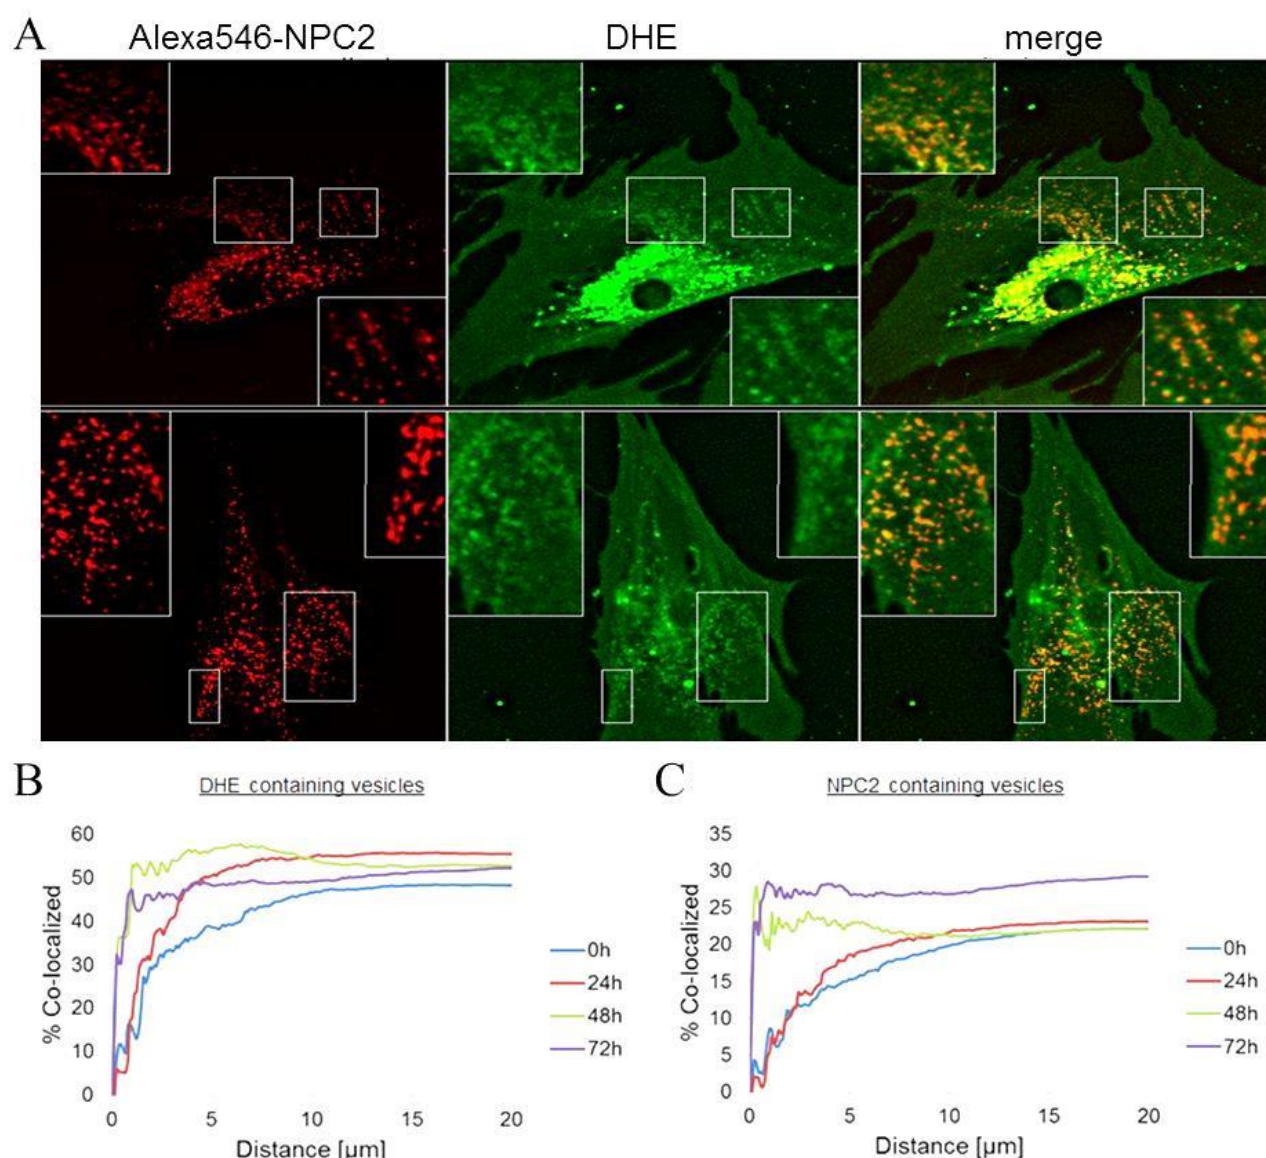 A
Alexa546-NPC2
DHE
merge
B
DHE containing vesicles
% Co-localized
60
50
40
30
20
10
0
0 5 10 15 20
Distance [µm]
0h
24h
48h
72h
C
NPC2 containing vesicles
% Co-localized
35
30
25
20
15
10
5
0
0 5 10 15 20
Distance [µm]
0h
24h
48h
72h